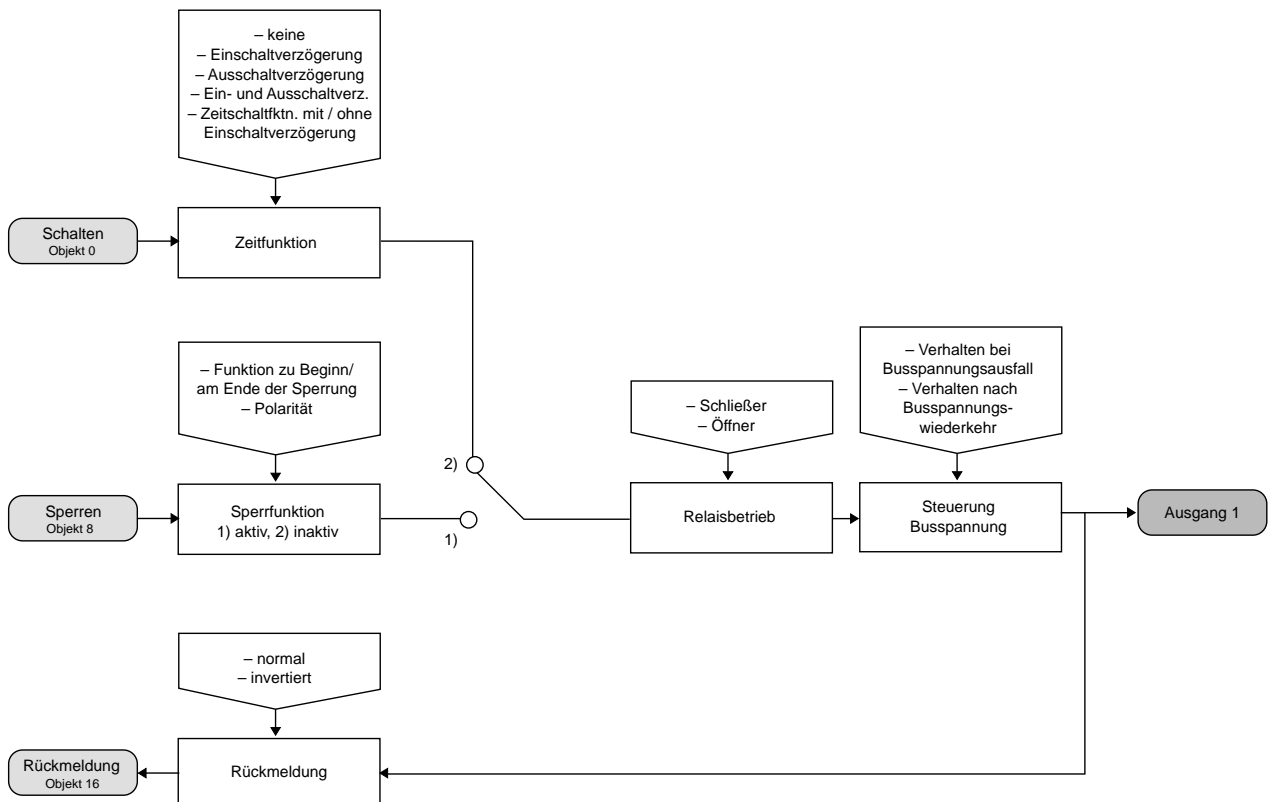 – keine
– Einschaltverzögerung
– Ausschaltverzögerung
– Ein- und Ausschaltverz.
– Zeitschaltfktn. mit / ohne
Einschaltverzögerung
Schalten
Objekt 0
Zeitfunktion
– Funktion zu Beginn/
am Ende der Sperrung
– Polarität
– Schließer
– Öffner
– Verhalten bei
Busspannungsausfall
– Verhalten nach
Busspannungs-
wiederkehr
2)
Sperren
Objekt 8
Sperrfunktion
1) aktiv, 2) inaktiv
1)
Relaisbetrieb
Steuerung
Busspannung
Ausgang 1
– normal
– invertiert
Rückmeldung
Objekt 16
Rückmeldung